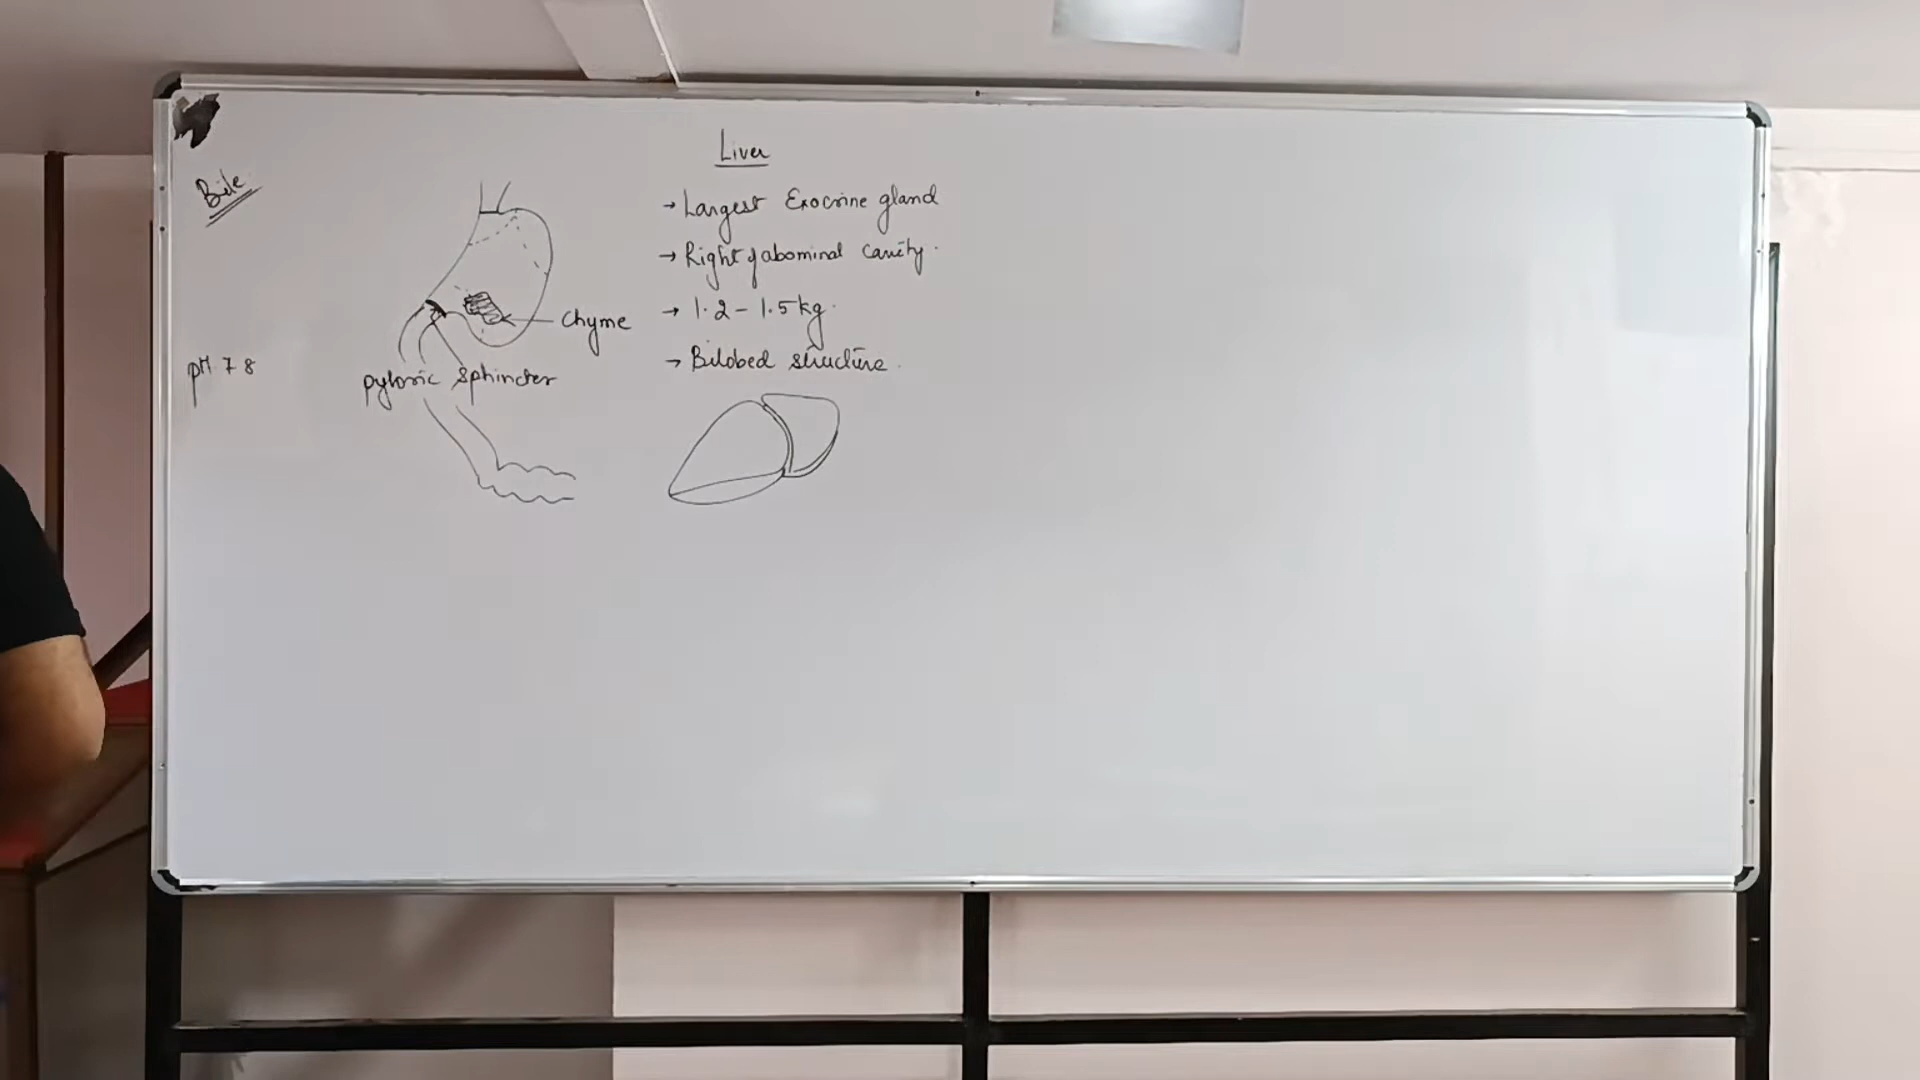 Bile
pH 7 8
Chyme
pyloric sphincter
Liver
→ Largest Exocrine gland
→ Right of abominal cavity.
→ 1.2 - 1.5 kg.
→ Bilobed structure.